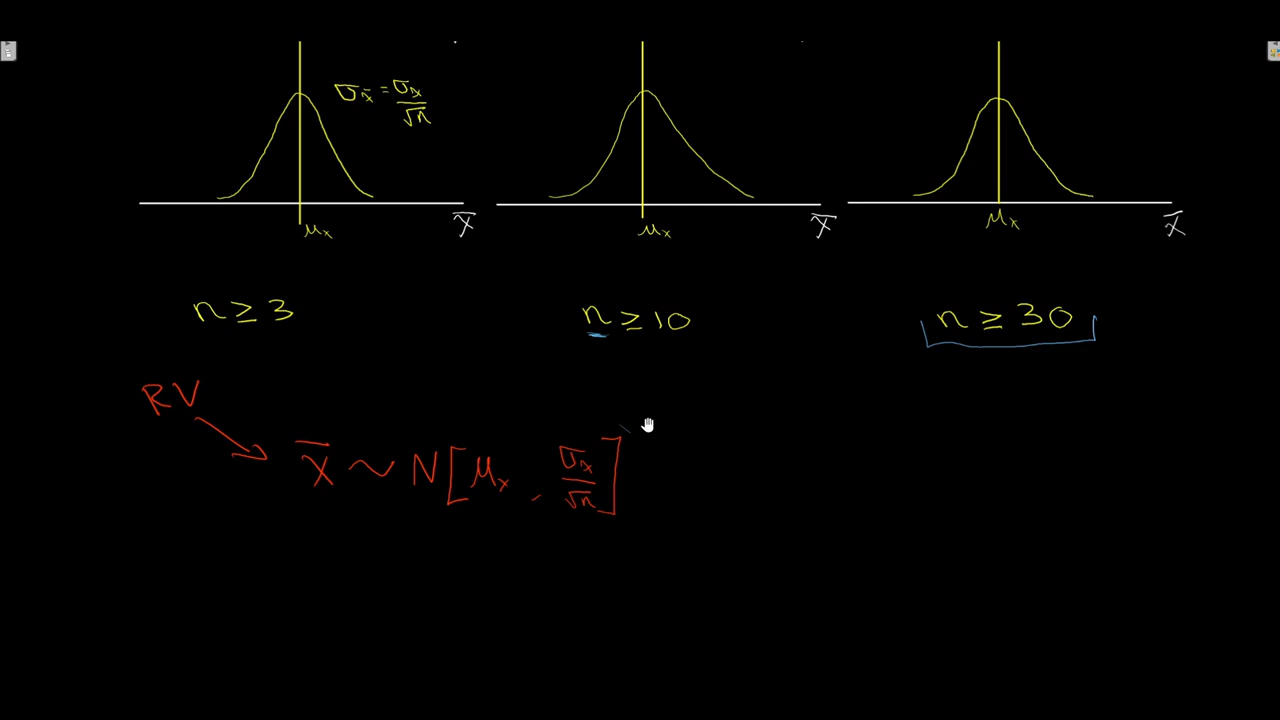 σx̄ = σx/√n
μx x̄ μx x̄ μx x̄
n ≥ 3 n ≥ 10 n ≥ 30
RV
x̄ ~ N[μx, σx/√n]